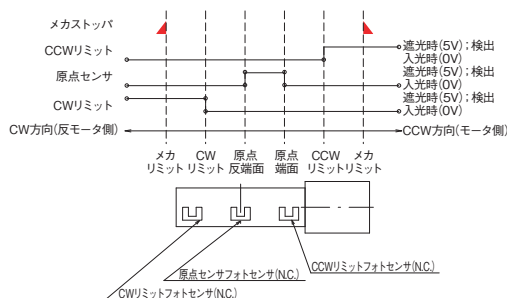 メカストッパ
CCWリミット
遮光時(5V);検出
入光時(0V)
原点センサ
遮光時(5V);検出
入光時(0V)
CWリミット
遮光時(5V);検出
入光時(0V)
CW方向(反モータ側)
CCW方向(モータ側)
メカ
リミット
CW
リミット
原点
反端面
原点
端面
CCW
リミット
メカ
リミット
CCWリミットフォトセンサ(N.C.)
原点センサフォトセンサ(N.C.)
CWリミットフォトセンサ(N.C.)